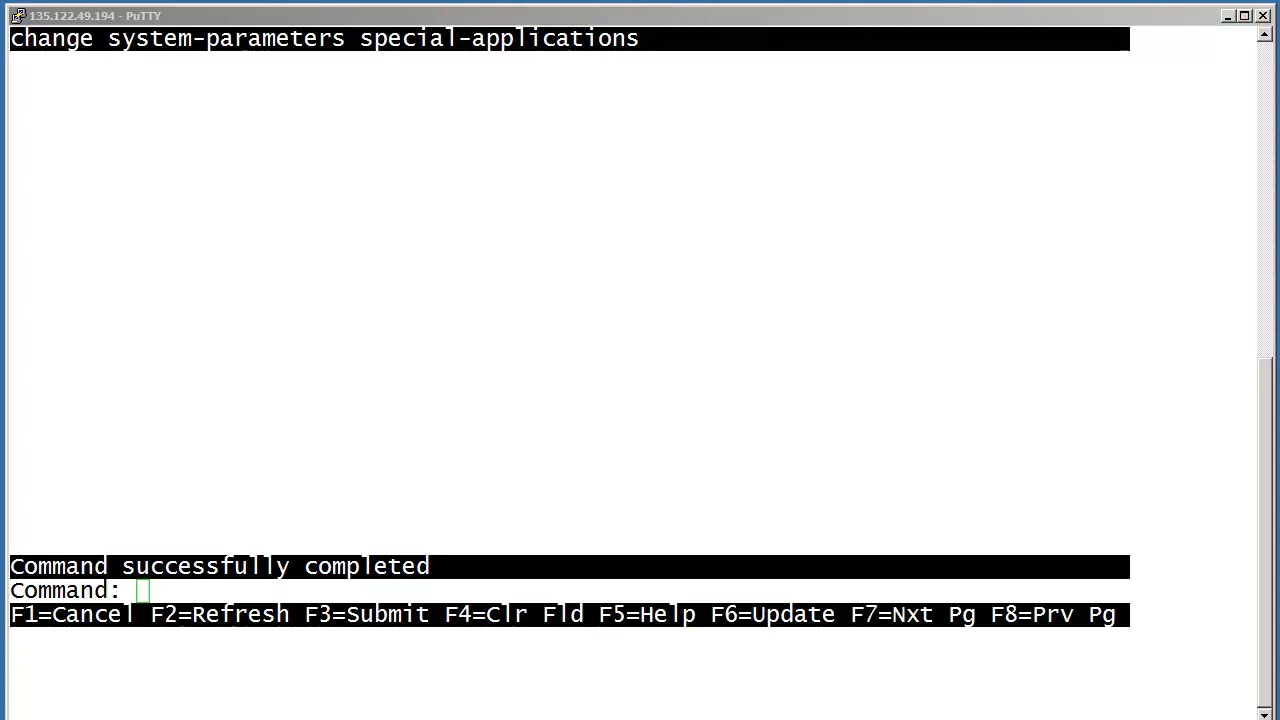 135.122.49.194 - PuTTY
change system-parameters special-applications
Command successfully completed
Command:
F1=Cancel F2=Refresh F3=Submit F4=Clr Fld F5=Help F6=Update F7=Nxt Pg F8=Prv Pg